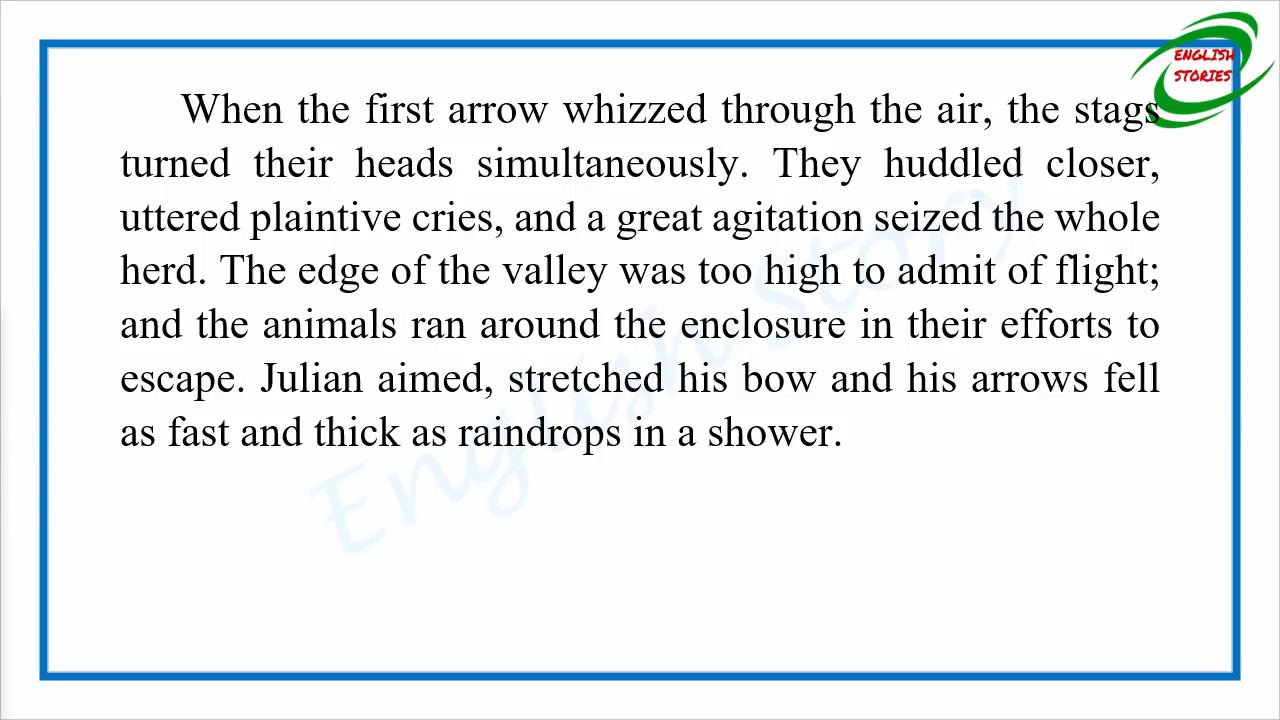 ENGLISH
STORIES
When the first arrow whizzed through the air, the stags
turned their heads simultaneously. They huddled closer,
uttered plaintive cries, and a great agitation seized the whole
herd. The edge of the valley was too high to admit of flight;
and the animals ran around the enclosure in their efforts to
escape. Julian aimed, stretched his bow and his arrows fell
as fast and thick as raindrops in a shower.
English Story